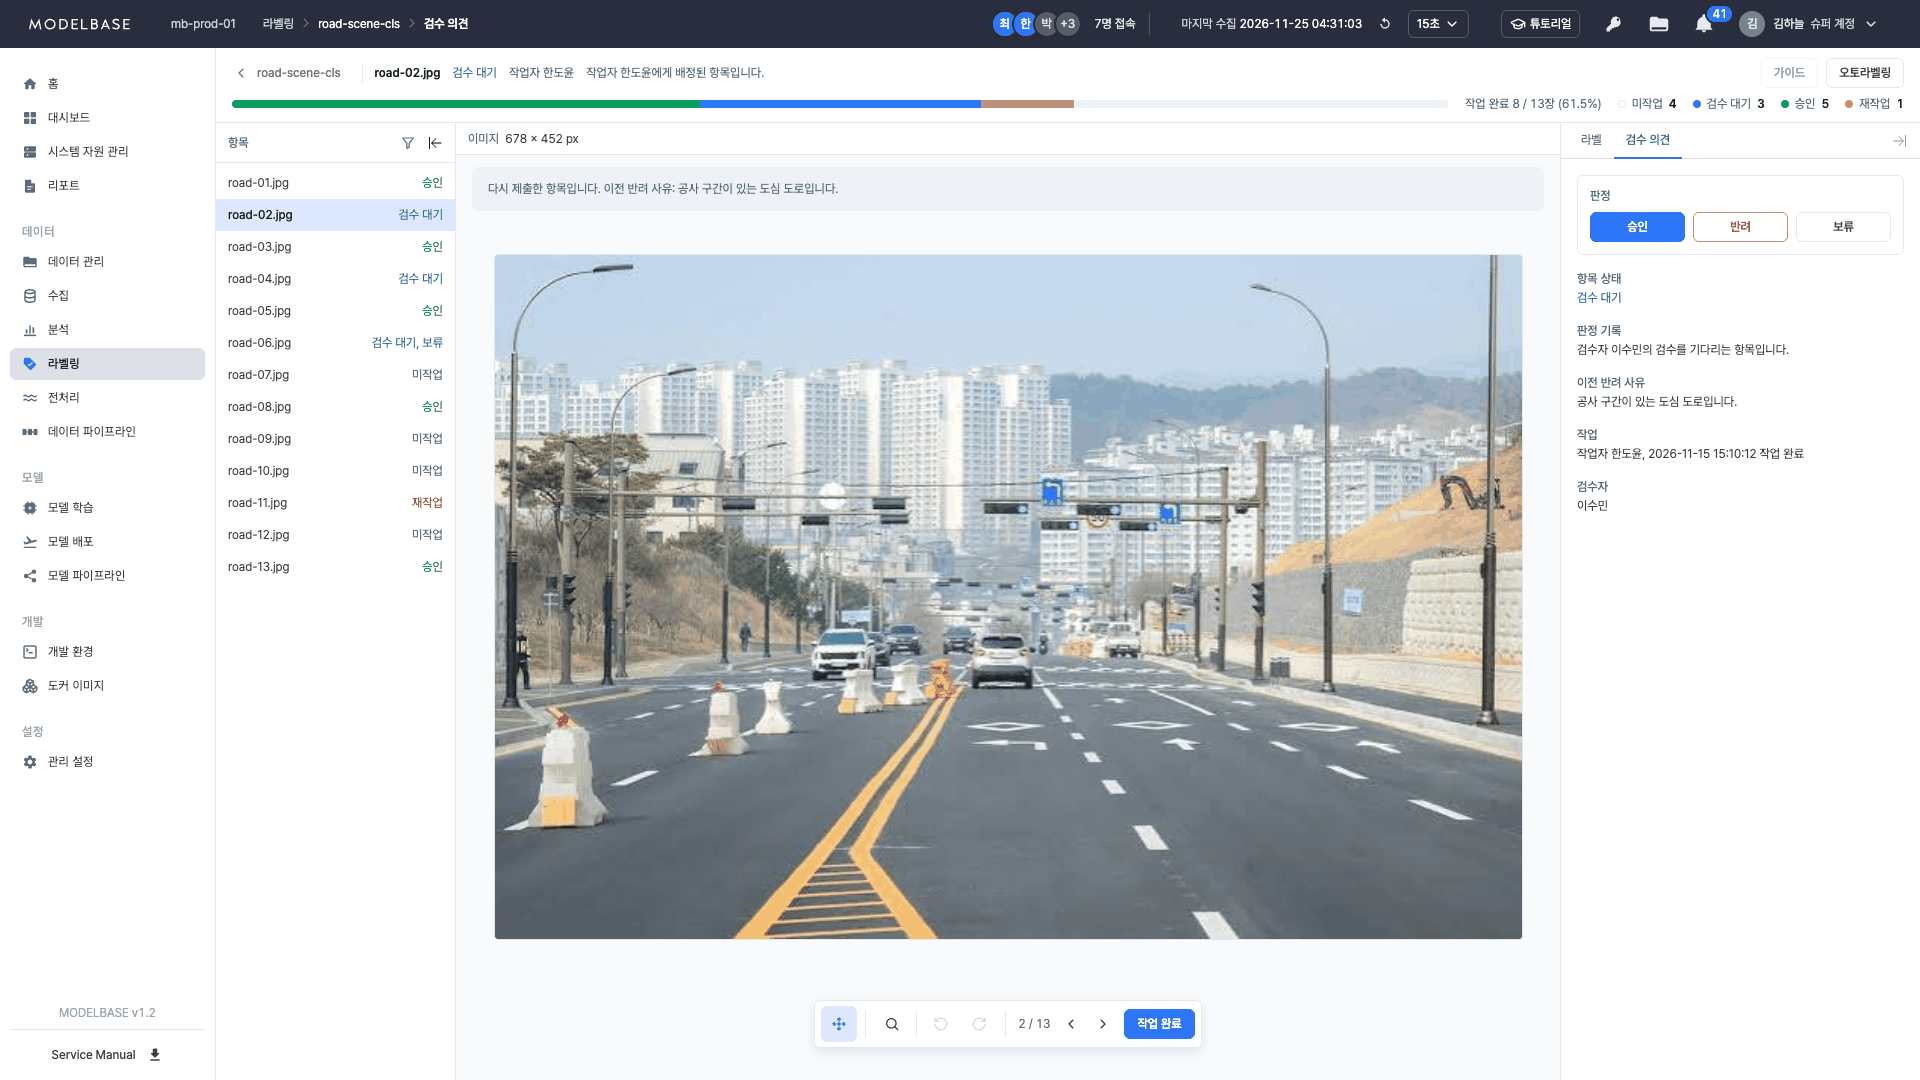 MODELBASE
mb-prod-01
라벨링 > road-scene-cls > 검수 의견
최 한 박 +3 7명 접속
마지막 수집 2026-11-25 04:31:03
15초
튜토리얼
41
김 김하늘 슈퍼 계정
홈
대시보드
시스템 자원 관리
리포트
데이터
데이터 관리
수집
분석
라벨링
전처리
데이터 파이프라인
모델
모델 학습
모델 배포
모델 파이프라인
개발
개발 환경
도커 이미지
설정
관리 설정
MODELBASE v1.2
Service Manual
road-scene-cls
road-02.jpg 검수 대기 작업자 한도윤 작업자 한도윤에게 배정된 항목입니다.
가이드 오토라벨링
작업 완료 8 / 13장 (61.5%) 미작업 4 검수 대기 3 승인 5 재작업 1
항목
road-01.jpg 승인
road-02.jpg 검수 대기
road-03.jpg 승인
road-04.jpg 검수 대기
road-05.jpg 승인
road-06.jpg 검수 대기, 보류
road-07.jpg 미작업
road-08.jpg 승인
road-09.jpg 미작업
road-10.jpg 미작업
road-11.jpg 재작업
road-12.jpg 미작업
road-13.jpg 승인
이미지 678 × 452 px
다시 제출한 항목입니다. 이전 반려 사유: 공사 구간이 있는 도심 도로입니다.
2 / 13
작업 완료
라벨 검수 의견
판정
승인 반려 보류
항목 상태
검수 대기
판정 기록
검수자 이수민의 검수를 기다리는 항목입니다.
이전 반려 사유
공사 구간이 있는 도심 도로입니다.
작업
작업자 한도윤, 2026-11-15 15:10:12 작업 완료
검수자
이수민